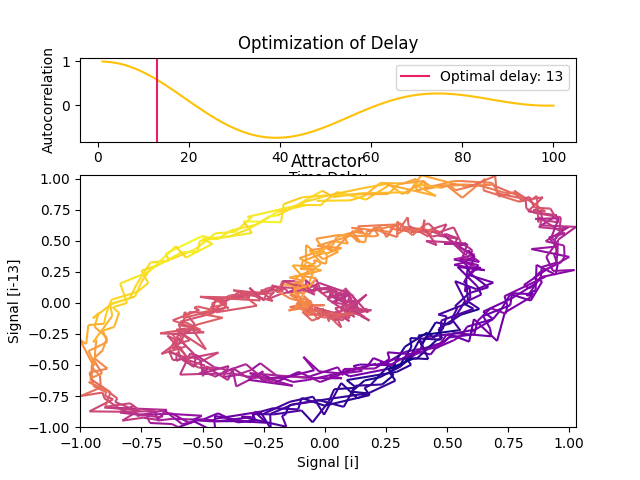 Optimization of Delay
Autocorrelation
1
0
Optimal delay: 13
0 20 40 60 80 100
Time Delay
Attractor
Signal [i-13]
1.00
0.75
0.50
0.25
0.00
−0.25
−0.50
−0.75
−1.00
−1.00 −0.75 −0.50 −0.25 0.00 0.25 0.50 0.75 1.00
Signal [i]